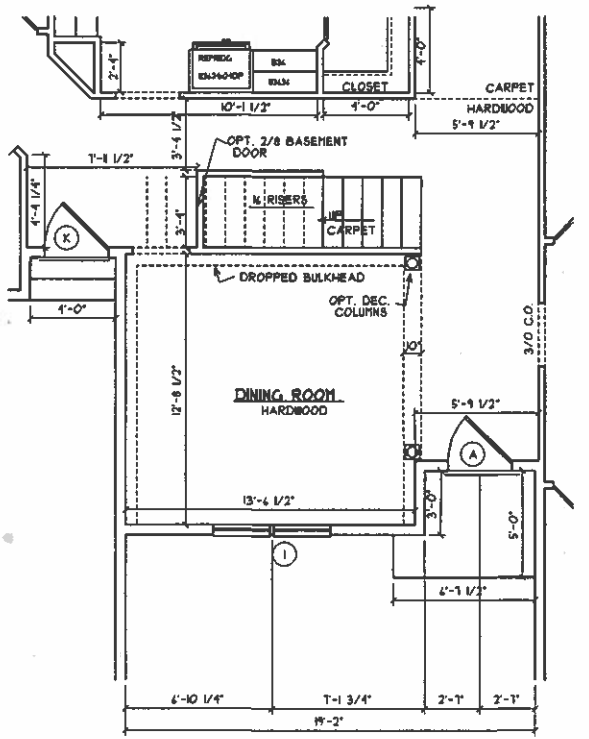 REFRIG.
B24
2'-4"
4'-0"
CLOSET
CARPET
HARDWOOD
10'-1 1/2"
4'-0"
5'-9 1/2"
3'-4 1/2"
OPT. 2/8 BASEMENT
DOOR
7'-11 1/2"
4'-4 1/4"
3'-4"
16 RISERS
UP
CARPET
K
DROPPED BULKHEAD
OPT. DEC.
COLUMNS
4'-0"
3/0 C.O.
10"
12'-8 1/2"
DINING ROOM
HARDWOOD
5'-9 1/2"
A
13'-6 1/2"
3'-0"
5'-0"
1
6'-7 1/2"
6'-10 1/4"
7'-1 3/4"
2'-7"
2'-7"
19'-2"